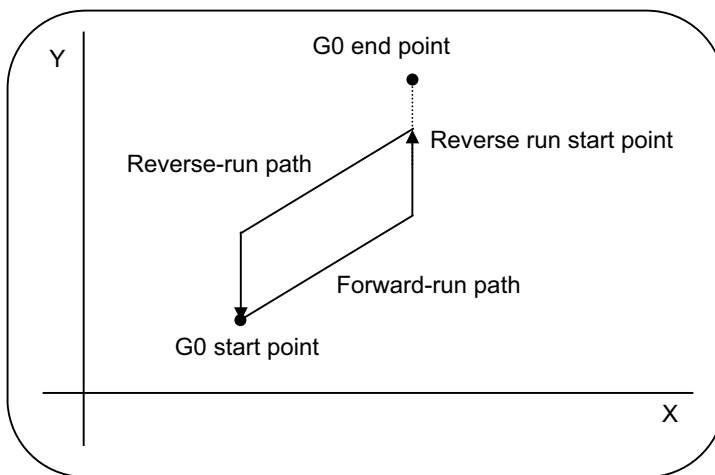 G0 end point
Y
Reverse run start point
Reverse-run path
Forward-run path
G0 start point
X